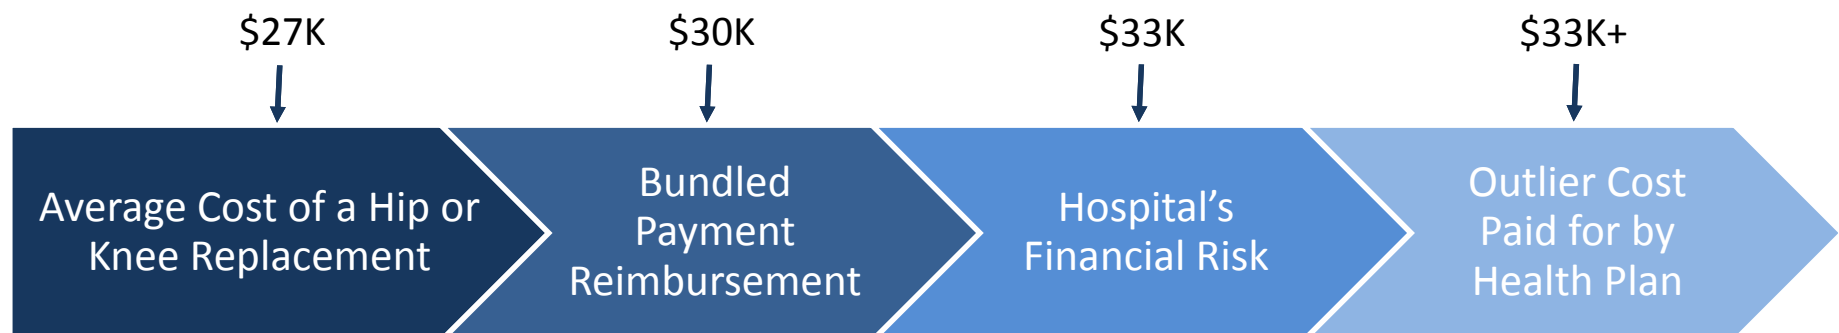 $27K
$30K
$33K
$33K+
Average Cost of a Hip or
Knee Replacement
Bundled
Payment
Reimbursement
Hospital’s
Financial Risk
Outlier Cost
Paid for by
Health Plan